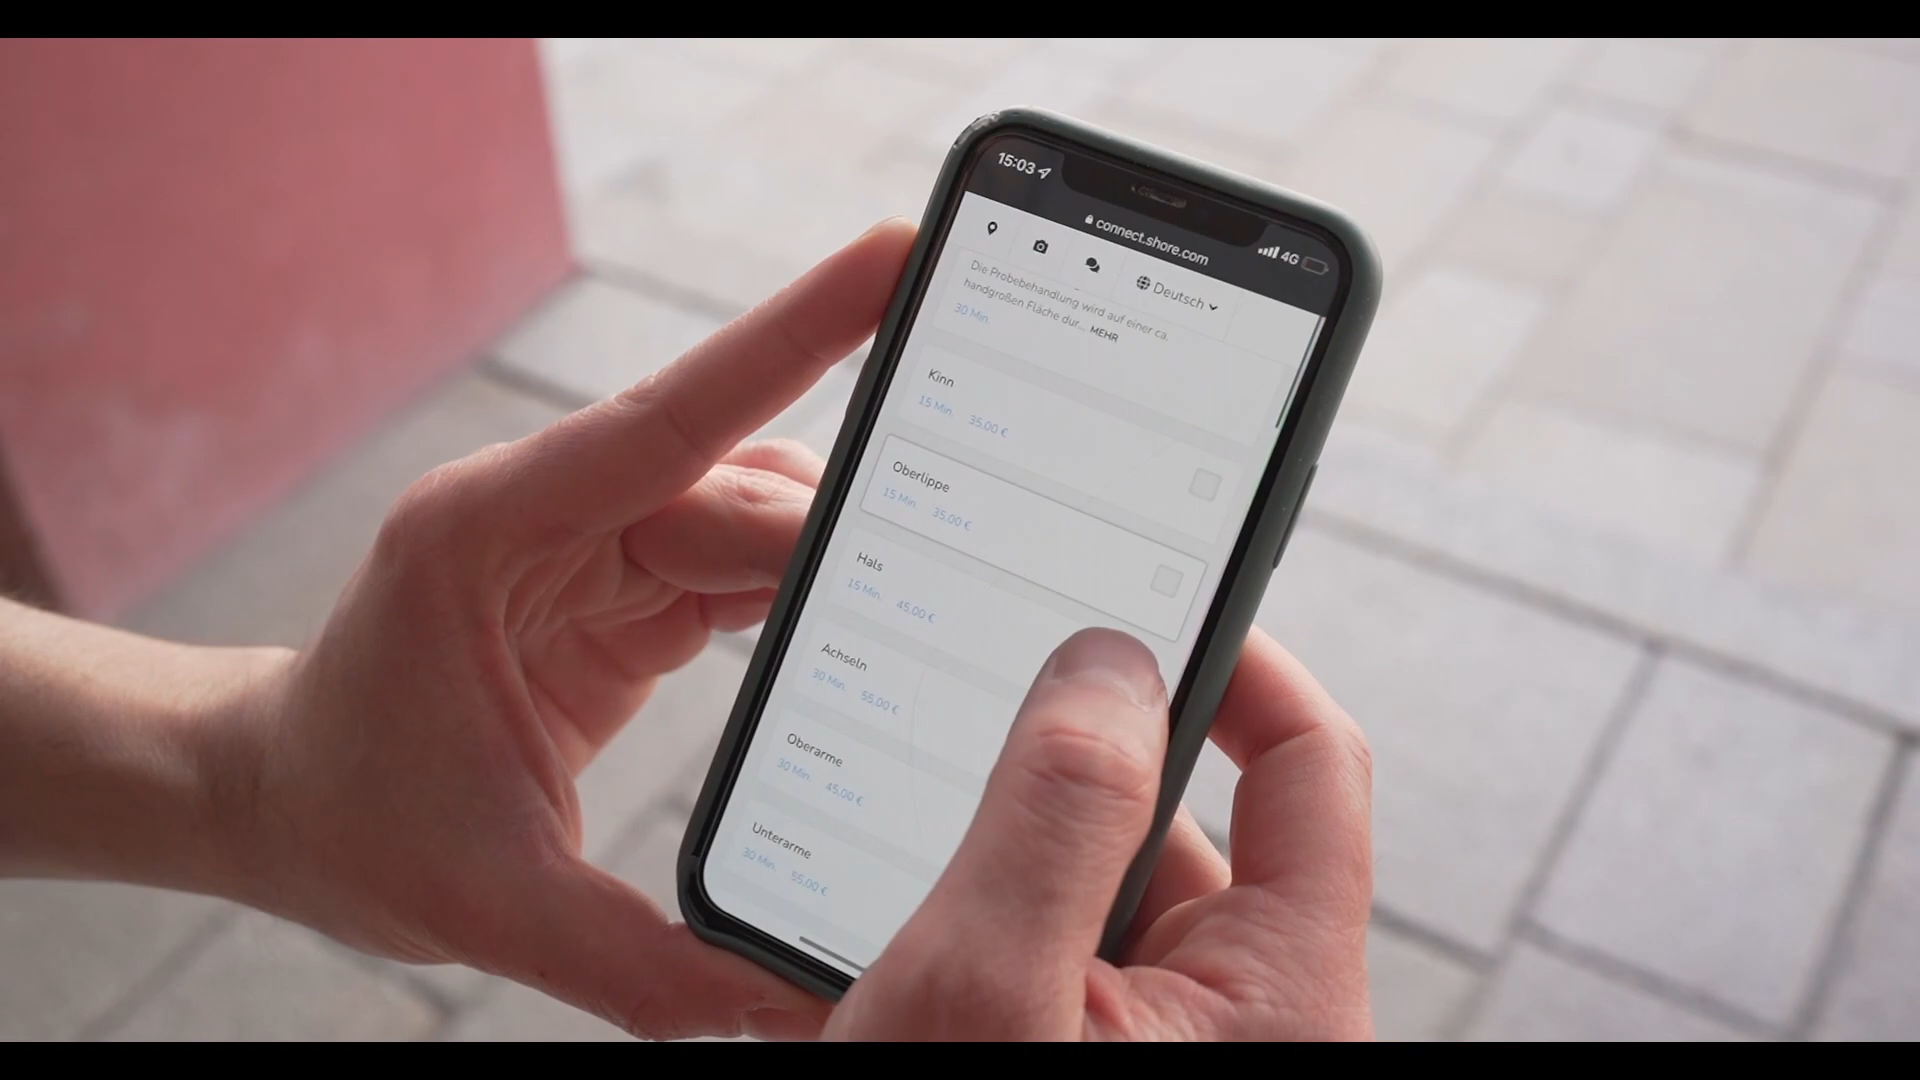 15:03
connect.shore.com
4G
Deutsch
Die Probebehandlung wird auf einer ca.
handgroßen Fläche dur... MEHR
30 Min.
Kinn
15 Min. 35,00 €
Oberlippe
15 Min. 35,00 €
Hals
15 Min. 45,00 €
Achseln
30 Min. 55,00 €
Oberarme
30 Min. 45,00 €
Unterarme
30 Min. 55,00 €